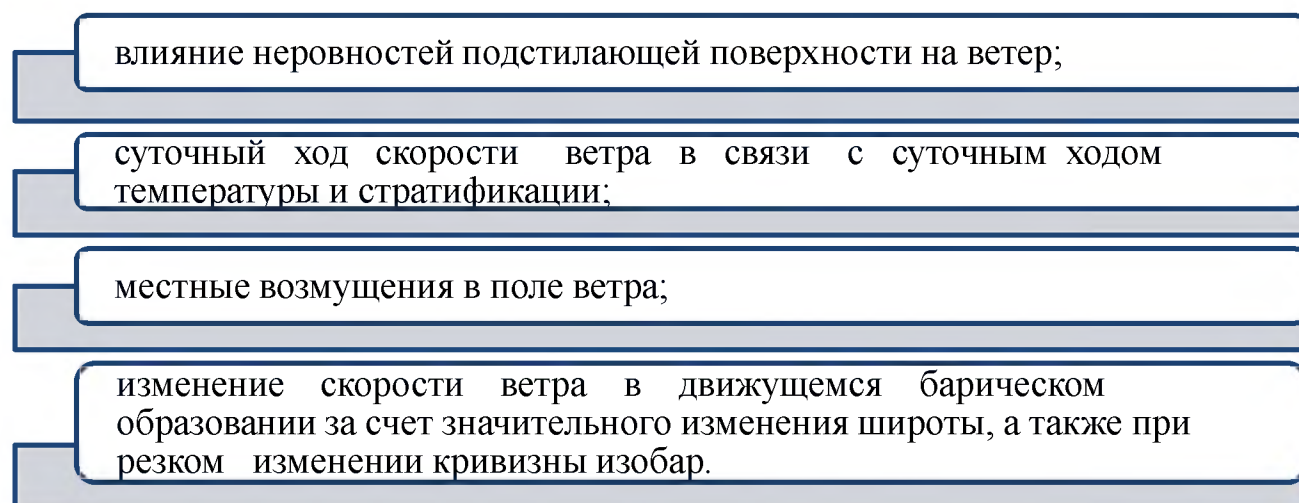 влияние неровностей подстилающей поверхности на ветер;
суточный ход скорости ветра в связи с суточным ходом
температуры и стратификации;
местные возмущения в поле ветра;
изменение скорости ветра в движущемся барическом
образовании за счет значительного изменения широты, а также при
резком изменении кривизны изобар.